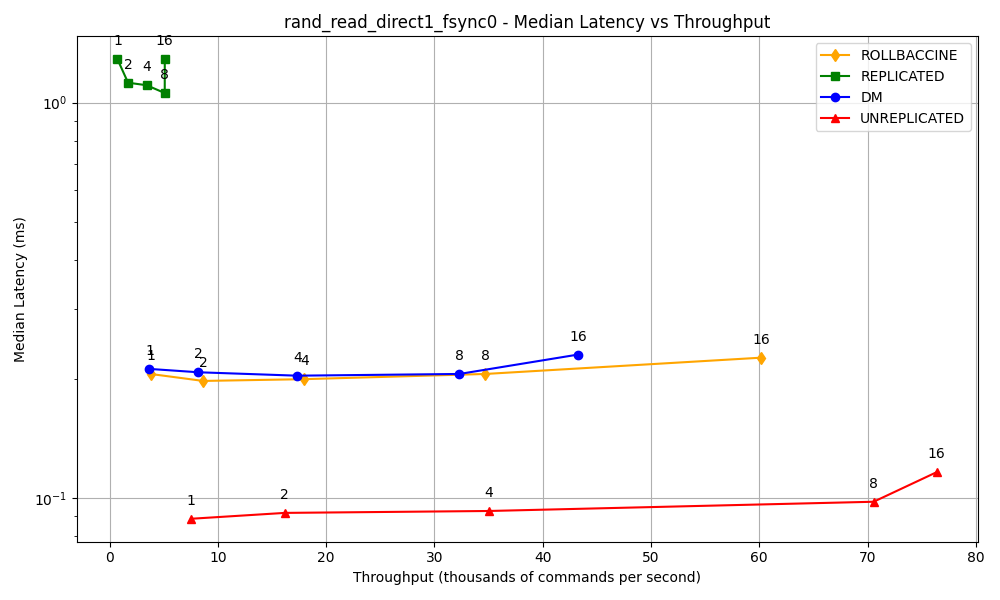 rand_read_direct1_fsync0 - Median Latency vs Throughput
ROLLBACCINE
REPLICATED
DM
UNREPLICATED
1
2
4
8
16
1
2
4
8
16
1
2
4
8
16
1
2
4
8
16
10⁰
10⁻¹
Median Latency (ms)
0 10 20 30 40 50 60 70 80
Throughput (thousands of commands per second)